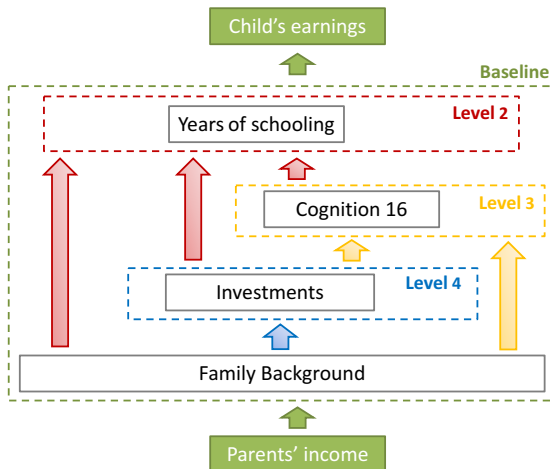 Child's earnings
Baseline
Level 2
Years of schooling
Level 3
Cognition 16
Level 4
Investments
Family Background
Parents' income